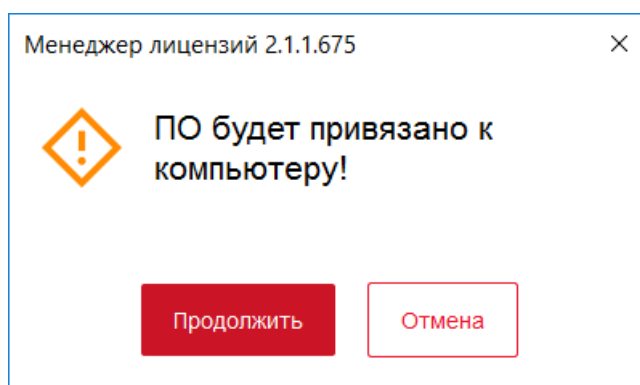 Менеджер лицензий 2.1.1.675
ПО будет привязано к
компьютеру!
Продолжить
Отмена